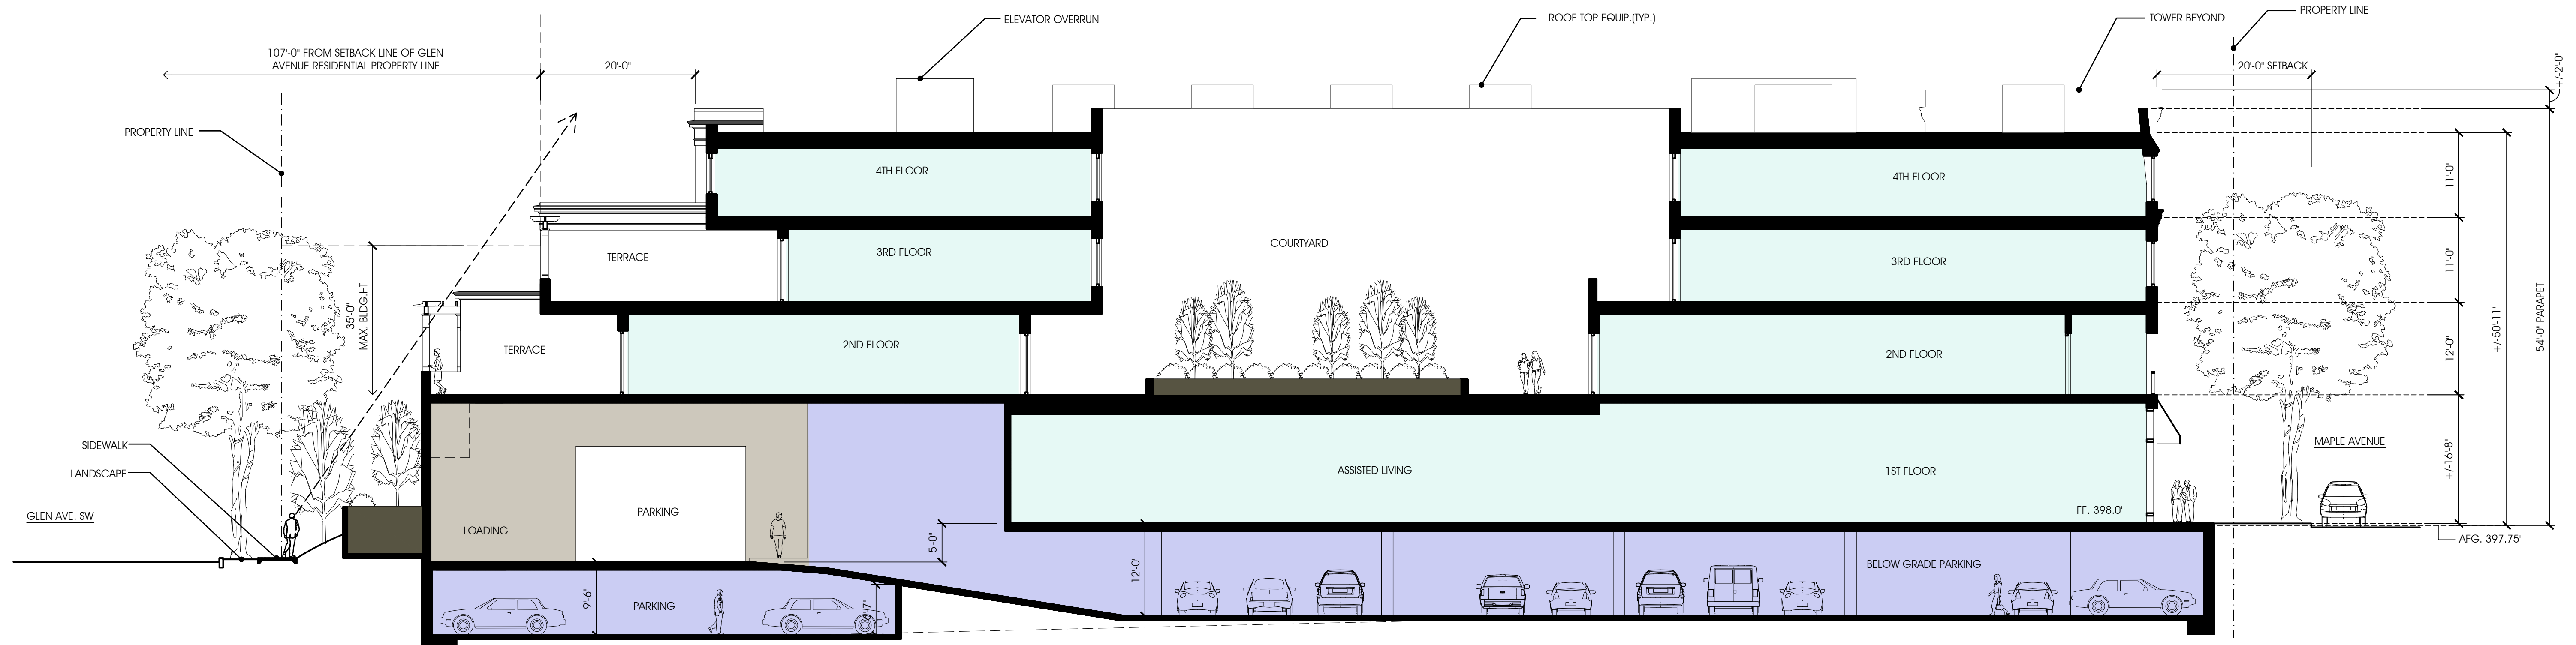 ELEVATOR OVERRUN
ROOF TOP EQUIP.(TYP.)
TOWER BEYOND
PROPERTY LINE
107'-0" FROM SETBACK LINE OF GLEN
AVENUE RESIDENTIAL PROPERTY LINE
20'-0"
20'-0" SETBACK
+/-2'-0"
PROPERTY LINE
4TH FLOOR
4TH FLOOR
11'-0"
COURTYARD
TERRACE
3RD FLOOR
3RD FLOOR
11'-0"
35'-0"
MAX. BLDG.HT
+/-50'-11"
54'-0" PARAPET
TERRACE
2ND FLOOR
2ND FLOOR
12'-0"
SIDEWALK
LANDSCAPE
MAPLE AVENUE
ASSISTED LIVING
1ST FLOOR
+/-16'-8"
GLEN AVE. SW
LOADING
PARKING
FF. 398.0'
5'-0"
AFG. 397.75'
12'-0"
BELOW GRADE PARKING
9'-6"
PARKING
6'-7"